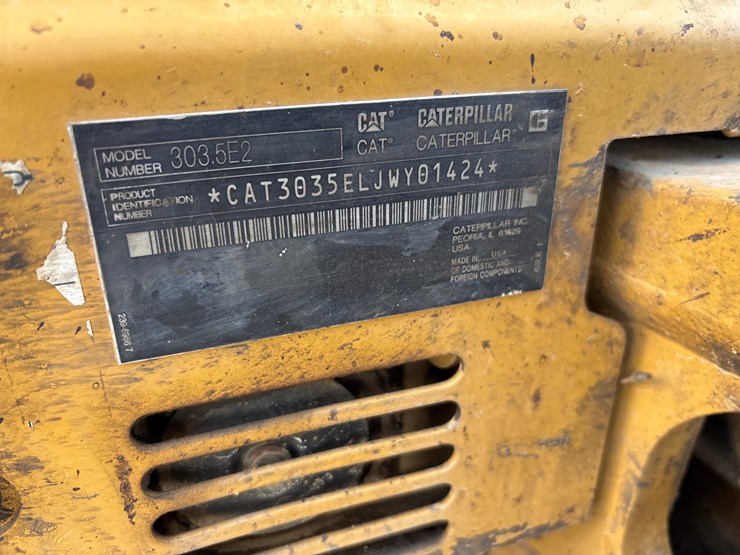 CAT® CATERPILLAR
CAT® CATERPILLAR®
MODEL NUMBER 303.5E2
PRODUCT IDENTIFICATION NUMBER *CAT3035ELJWY01424*
CATERPILLAR INC.
PEORIA, IL 61629
USA
MADE IN USA
OF DOMESTIC AND
FOREIGN COMPONENTS